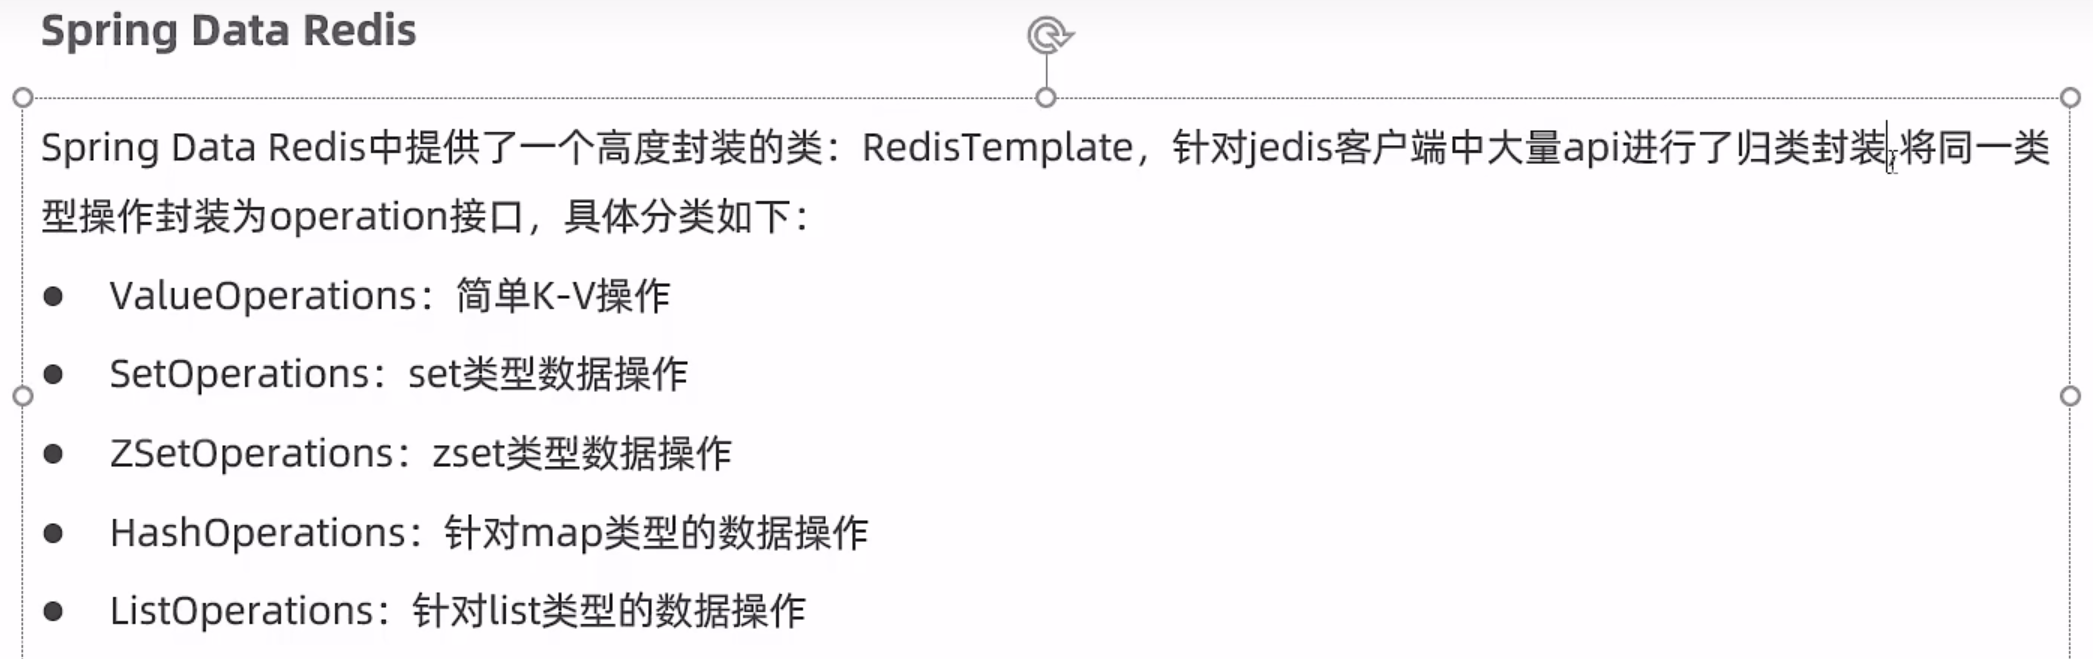 Spring Data Redis
Spring Data Redis中提供了一个高度封装的类：RedisTemplate，针对jedis客户端中大量api进行了归类封装,将同一类
型操作封装为operation接口，具体分类如下：
● ValueOperations：简单K-V操作
● SetOperations：set类型数据操作
● ZSetOperations：zset类型数据操作
● HashOperations：针对map类型的数据操作
● ListOperations：针对list类型的数据操作